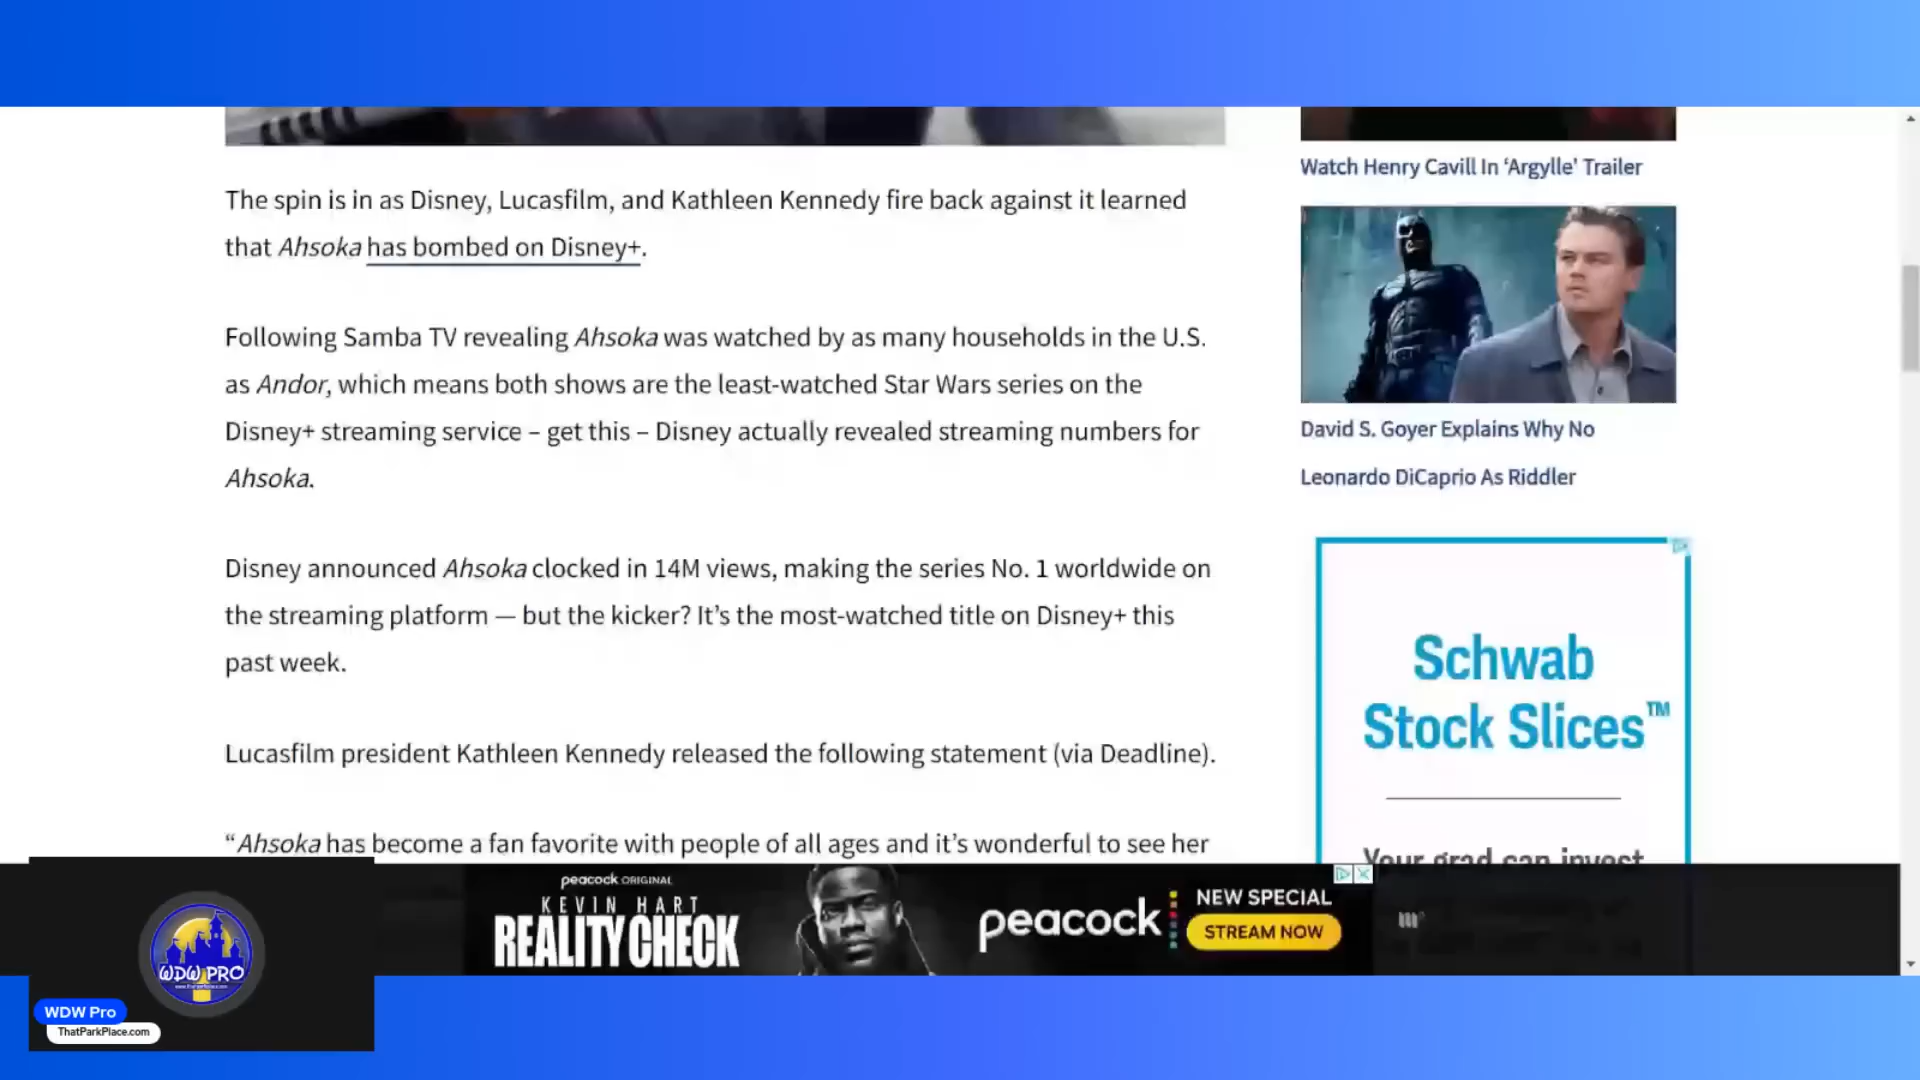 The spin is in as Disney, Lucasfilm, and Kathleen Kennedy fire back against it learned
that Ahsoka has bombed on Disney+.
Following Samba TV revealing Ahsoka was watched by as many households in the U.S.
as Andor, which means both shows are the least-watched Star Wars series on the
Disney+ streaming service – get this – Disney actually revealed streaming numbers for
Ahsoka.
Disney announced Ahsoka clocked in 14M views, making the series No. 1 worldwide on
the streaming platform — but the kicker? It’s the most-watched title on Disney+ this
past week.
Lucasfilm president Kathleen Kennedy released the following statement (via Deadline).
“Ahsoka has become a fan favorite with people of all ages and it’s wonderful to see her
Watch Henry Cavill In ‘Argylle’ Trailer
David S. Goyer Explains Why No
Leonardo DiCaprio As Riddler
Schwab
Stock Slices™
Your grad can invest
peacock ORIGINAL
KEVIN HART
REALITY CHECK
peacock
NEW SPECIAL
STREAM NOW
WDW PRO
WDW Pro
ThatParkPlace.com